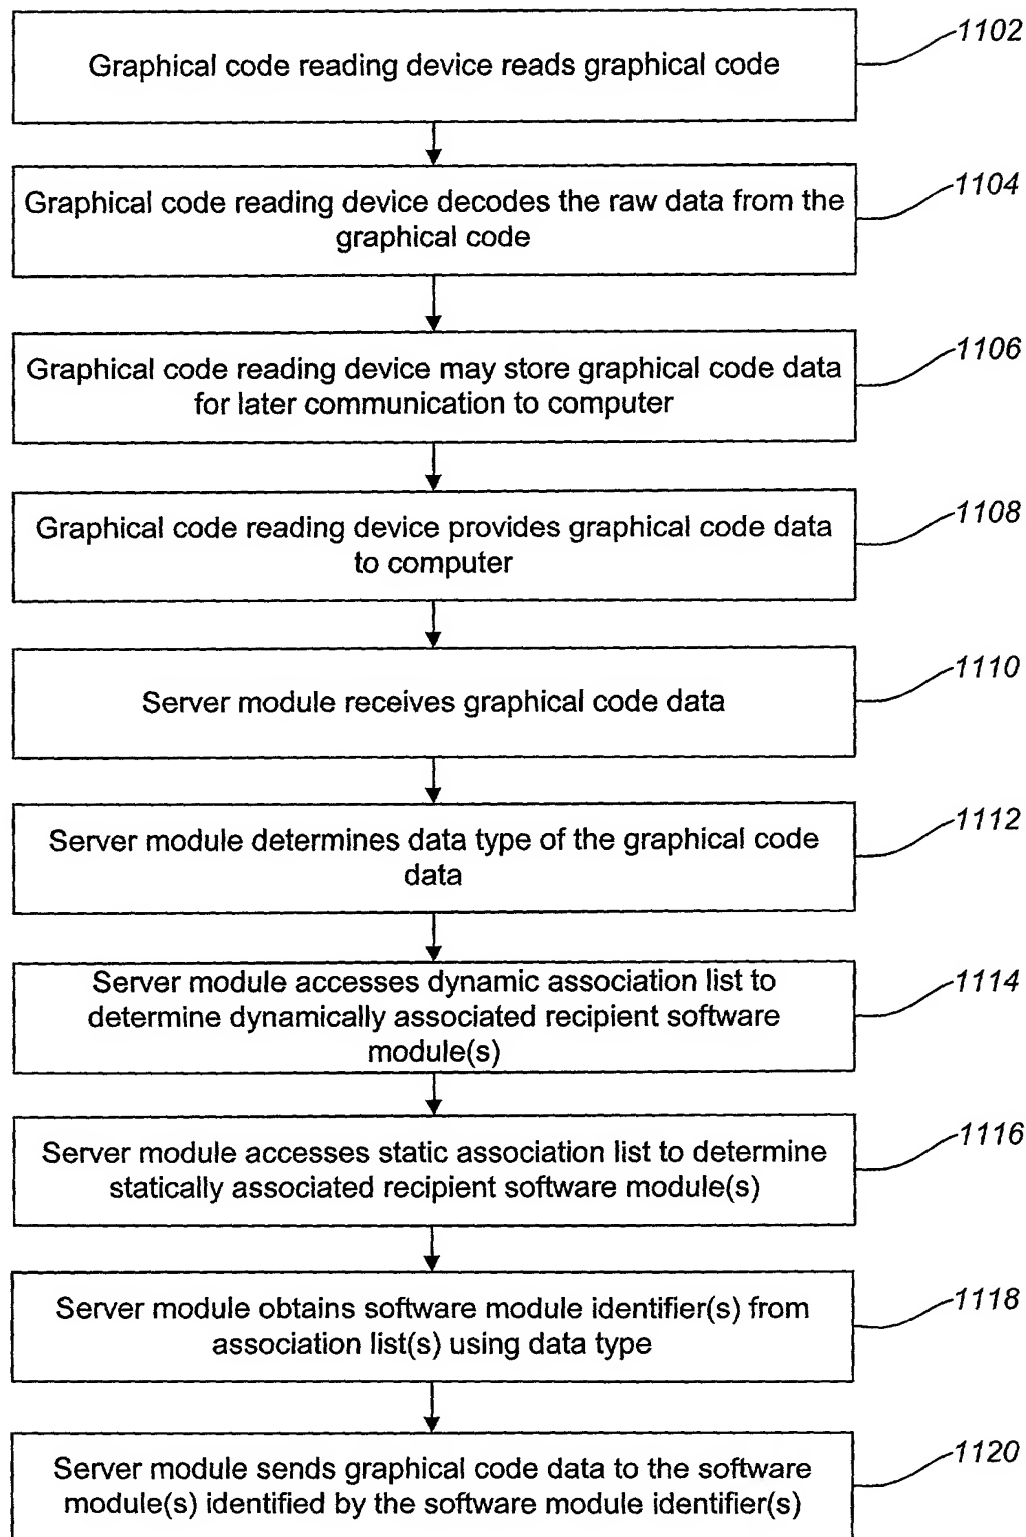 1102
Graphical code reading device reads graphical code
1104
Graphical code reading device decodes the raw data from the
graphical code
1106
Graphical code reading device may store graphical code data
for later communication to computer
1108
Graphical code reading device provides graphical code data
to computer
1110
Server module receives graphical code data
1112
Server module determines data type of the graphical code
data
1114
Server module accesses dynamic association list to
determine dynamically associated recipient software
module(s)
1116
Server module accesses static association list to determine
statically associated recipient software module(s)
1118
Server module obtains software module identifier(s) from
association list(s) using data type
1120
Server module sends graphical code data to the software
module(s) identified by the software module identifier(s)